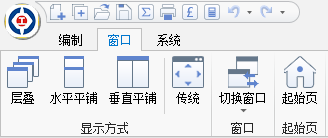 编制 窗口 系统
层叠 水平平铺 垂直平铺 传统 切换窗口 起始页
显示方式 窗口 起始页